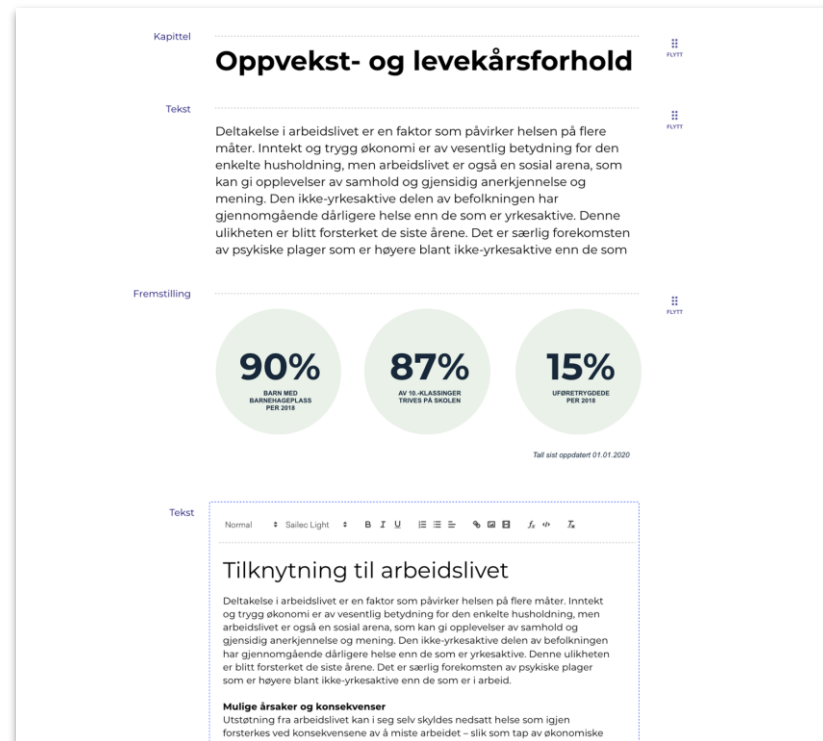 Kapittel
FLYTT
Oppvekst- og levekårsforhold
Tekst
FLYTT
Deltakelse i arbeidslivet er en faktor som påvirker helsen på flere
måter. Inntekt og trygg økonomi er av vesentlig betydning for den
enkelte husholdning, men arbeidslivet er også en sosial arena, som
kan gi opplevelser av samhold og gjensidig anerkjennelse og
mening. Den ikke-yrkesaktive delen av befolkningen har
gjennomgående dårligere helse enn de som er yrkesaktive. Denne
ulikheten er blitt forsterket de siste årene. Det er særlig forekomsten
av psykiske plager som er høyere blant ikke-yrkesaktive enn de som
Fremstilling
FLYTT
90%
BARN MED
BARNEHAGEPLASS
PER 2018
87%
AV 10.-KLASSINGER
TRIVES PÅ SKOLEN
15%
UFØRETRYGDEDE
PER 2018
Tall sist oppdatert 01.01.2020
Tekst
Normal Sailec Light B I U
Tilknytning til arbeidslivet
Deltakelse i arbeidslivet er en faktor som påvirker helsen på flere måter. Inntekt
og trygg økonomi er av vesentlig betydning for den enkelte husholdning, men
arbeidslivet er også en sosial arena, som kan gi opplevelser av samhold og
gjensidig anerkjennelse og mening. Den ikke-yrkesaktive delen av befolkningen
har gjennomgående dårligere helse enn de som er yrkesaktive. Denne ulikheten
er blitt forsterket de siste årene. Det er særlig forekomsten av psykiske plager
som er høyere blant ikke-yrkesaktive enn de som er i arbeid.
Mulige årsaker og konsekvenser
Utstøtning fra arbeidslivet kan i seg selv skyldes nedsatt helse som igjen
forsterkes ved konsekvensene av å miste arbeidet – slik som tap av økonomiske